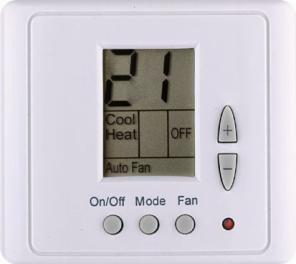 21
Cool
Heat
OFF
Auto Fan
+
−
On/Off Mode Fan